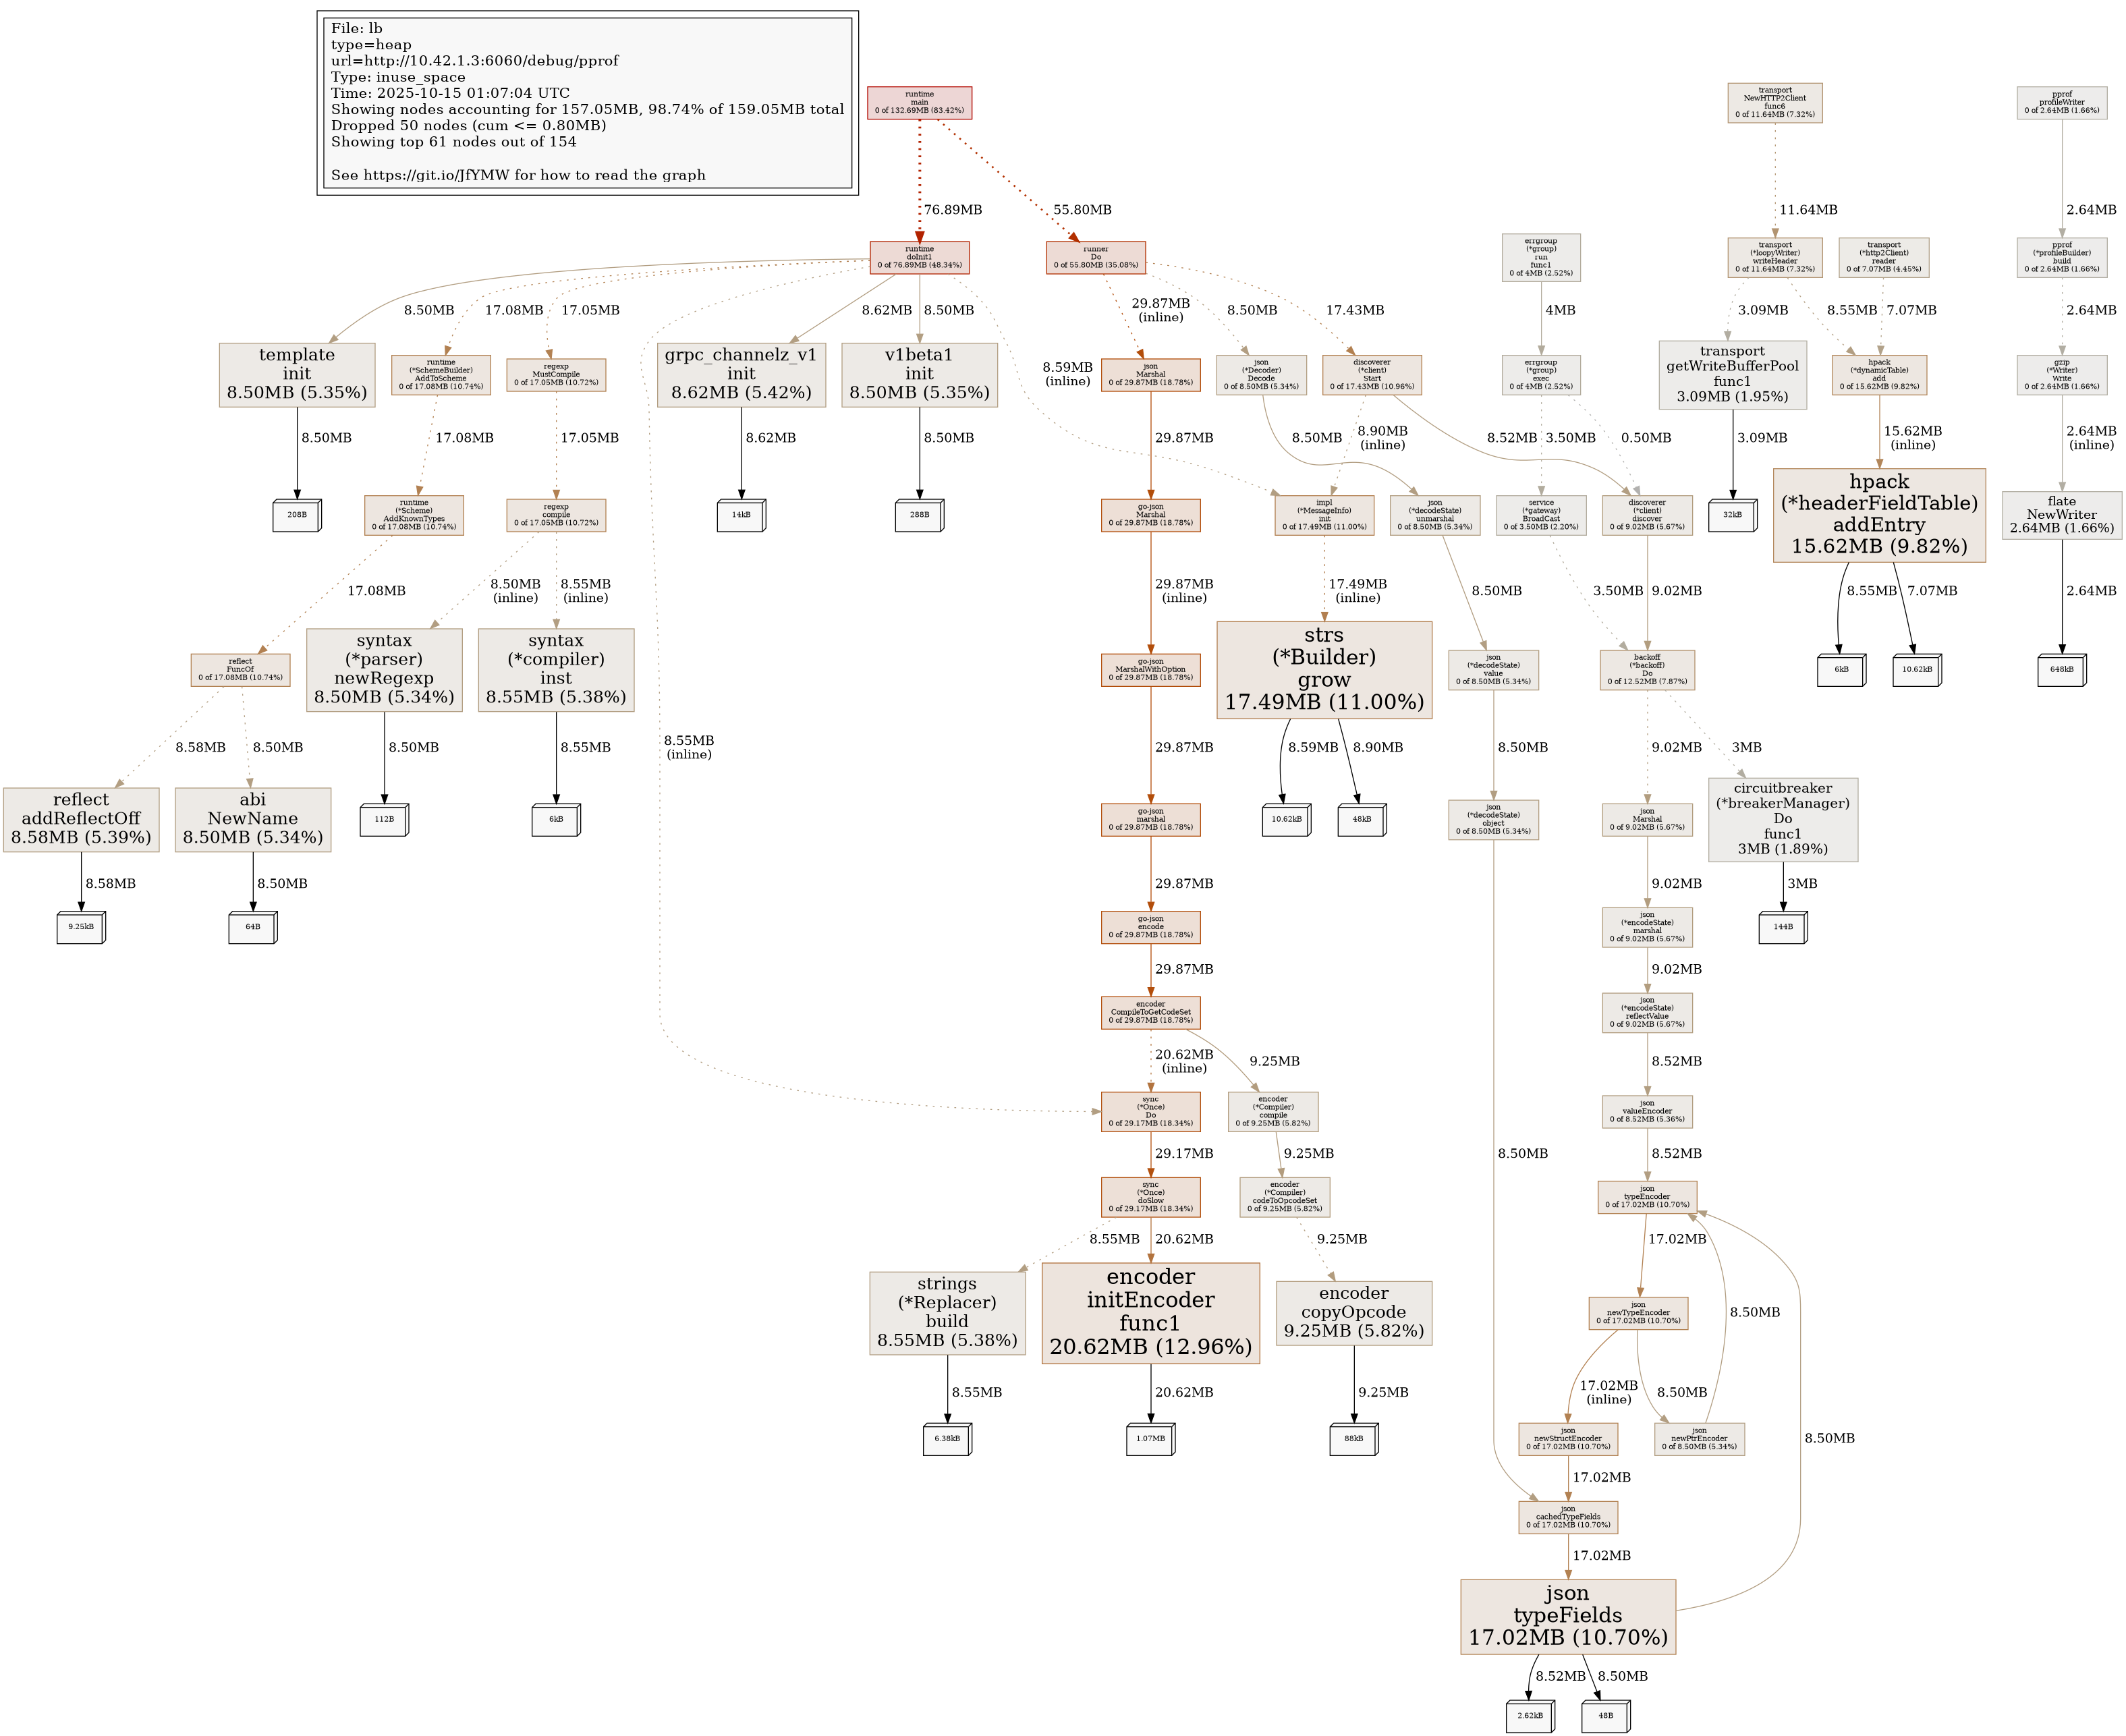 File: lb
type=heap
url=http://10.42.1.3:6060/debug/pprof
Type: inuse_space
Time: 2025-10-15 01:07:04 UTC
Showing nodes accounting for 157.05MB, 98.74% of 159.05MB total
Dropped 50 nodes (cum <= 0.80MB)
Showing top 61 nodes out of 154
See https://git.io/JfYMW for how to read the graph
runtime
main
0 of 132.69MB (83.42%)
transport
NewHTTP2Client
func6
0 of 11.64MB (7.32%)
pprof
profileWriter
0 of 2.64MB (1.66%)
76.89MB
55.80MB
11.64MB
2.64MB
runtime
doInit1
0 of 76.89MB (48.34%)
runner
Do
0 of 55.80MB (35.08%)
errgroup
(*group)
run
func1
0 of 4MB (2.52%)
transport
(*loopyWriter)
writeHeader
0 of 11.64MB (7.32%)
transport
(*http2Client)
reader
0 of 7.07MB (4.45%)
pprof
(*profileBuilder)
build
0 of 2.64MB (1.66%)
8.50MB
17.08MB
17.05MB
8.62MB
8.50MB
29.87MB
(inline)
8.50MB
17.43MB
4MB
3.09MB
8.55MB
7.07MB
2.64MB
template
init
8.50MB (5.35%)
runtime
(*SchemeBuilder)
AddToScheme
0 of 17.08MB (10.74%)
regexp
MustCompile
0 of 17.05MB (10.72%)
grpc_channelz_v1
init
8.62MB (5.42%)
v1beta1
init
8.50MB (5.35%)
8.59MB
(inline)
json
Marshal
0 of 29.87MB (18.78%)
json
(*Decoder)
Decode
0 of 8.50MB (5.34%)
discoverer
(*client)
Start
0 of 17.43MB (10.96%)
errgroup
(*group)
exec
0 of 4MB (2.52%)
transport
getWriteBufferPool
func1
3.09MB (1.95%)
hpack
(*dynamicTable)
add
0 of 15.62MB (9.82%)
gzip
(*Writer)
Write
0 of 2.64MB (1.66%)
8.50MB
17.08MB
17.05MB
8.62MB
8.50MB
29.87MB
8.50MB
8.90MB
(inline)
8.52MB
3.50MB
0.50MB
3.09MB
15.62MB
(inline)
2.64MB
(inline)
208B
runtime
(*Scheme)
AddKnownTypes
0 of 17.08MB (10.74%)
regexp
compile
0 of 17.05MB (10.72%)
14kB
288B
go-json
Marshal
0 of 29.87MB (18.78%)
impl
(*MessageInfo)
init
0 of 17.49MB (11.00%)
json
(*decodeState)
unmarshal
0 of 8.50MB (5.34%)
service
(*gateway)
BroadCast
0 of 3.50MB (2.20%)
discoverer
(*client)
discover
0 of 9.02MB (5.67%)
32kB
hpack
(*headerFieldTable)
addEntry
15.62MB (9.82%)
flate
NewWriter
2.64MB (1.66%)
17.08MB
8.50MB
(inline)
8.55MB
(inline)
29.87MB
(inline)
17.49MB
(inline)
8.50MB
3.50MB
9.02MB
8.55MB
7.07MB
2.64MB
reflect
FuncOf
0 of 17.08MB (10.74%)
syntax
(*parser)
newRegexp
8.50MB (5.34%)
syntax
(*compiler)
inst
8.55MB (5.38%)
go-json
MarshalWithOption
0 of 29.87MB (18.78%)
strs
(*Builder)
grow
17.49MB (11.00%)
json
(*decodeState)
value
0 of 8.50MB (5.34%)
backoff
(*backoff)
Do
0 of 12.52MB (7.87%)
6kB
10.62kB
648kB
8.58MB
8.50MB
8.50MB
8.55MB
8.55MB
(inline)
29.87MB
8.59MB
8.90MB
8.50MB
9.02MB
3MB
reflect
addReflectOff
8.58MB (5.39%)
abi
NewName
8.50MB (5.34%)
112B
6kB
go-json
marshal
0 of 29.87MB (18.78%)
10.62kB
48kB
json
(*decodeState)
object
0 of 8.50MB (5.34%)
json
Marshal
0 of 9.02MB (5.67%)
circuitbreaker
(*breakerManager)
Do
func1
3MB (1.89%)
8.58MB
8.50MB
29.87MB
9.02MB
3MB
9.25kB
64B
go-json
encode
0 of 29.87MB (18.78%)
json
(*encodeState)
marshal
0 of 9.02MB (5.67%)
144B
29.87MB
9.02MB
encoder
CompileToGetCodeSet
0 of 29.87MB (18.78%)
json
(*encodeState)
reflectValue
0 of 9.02MB (5.67%)
20.62MB
(inline)
9.25MB
8.52MB
sync
(*Once)
Do
0 of 29.17MB (18.34%)
encoder
(*Compiler)
compile
0 of 9.25MB (5.82%)
json
valueEncoder
0 of 8.52MB (5.36%)
29.17MB
9.25MB
8.50MB
8.52MB
sync
(*Once)
doSlow
0 of 29.17MB (18.34%)
encoder
(*Compiler)
codeToOpcodeSet
0 of 9.25MB (5.82%)
json
typeEncoder
0 of 17.02MB (10.70%)
8.55MB
20.62MB
9.25MB
17.02MB
strings
(*Replacer)
build
8.55MB (5.38%)
encoder
initEncoder
func1
20.62MB (12.96%)
encoder
copyOpcode
9.25MB (5.82%)
json
newTypeEncoder
0 of 17.02MB (10.70%)
8.50MB
8.55MB
20.62MB
9.25MB
17.02MB
(inline)
8.50MB
6.38kB
1.07MB
88kB
json
newStructEncoder
0 of 17.02MB (10.70%)
json
newPtrEncoder
0 of 8.50MB (5.34%)
8.50MB
17.02MB
json
cachedTypeFields
0 of 17.02MB (10.70%)
17.02MB
json
typeFields
17.02MB (10.70%)
8.52MB
8.50MB
2.62kB
48B